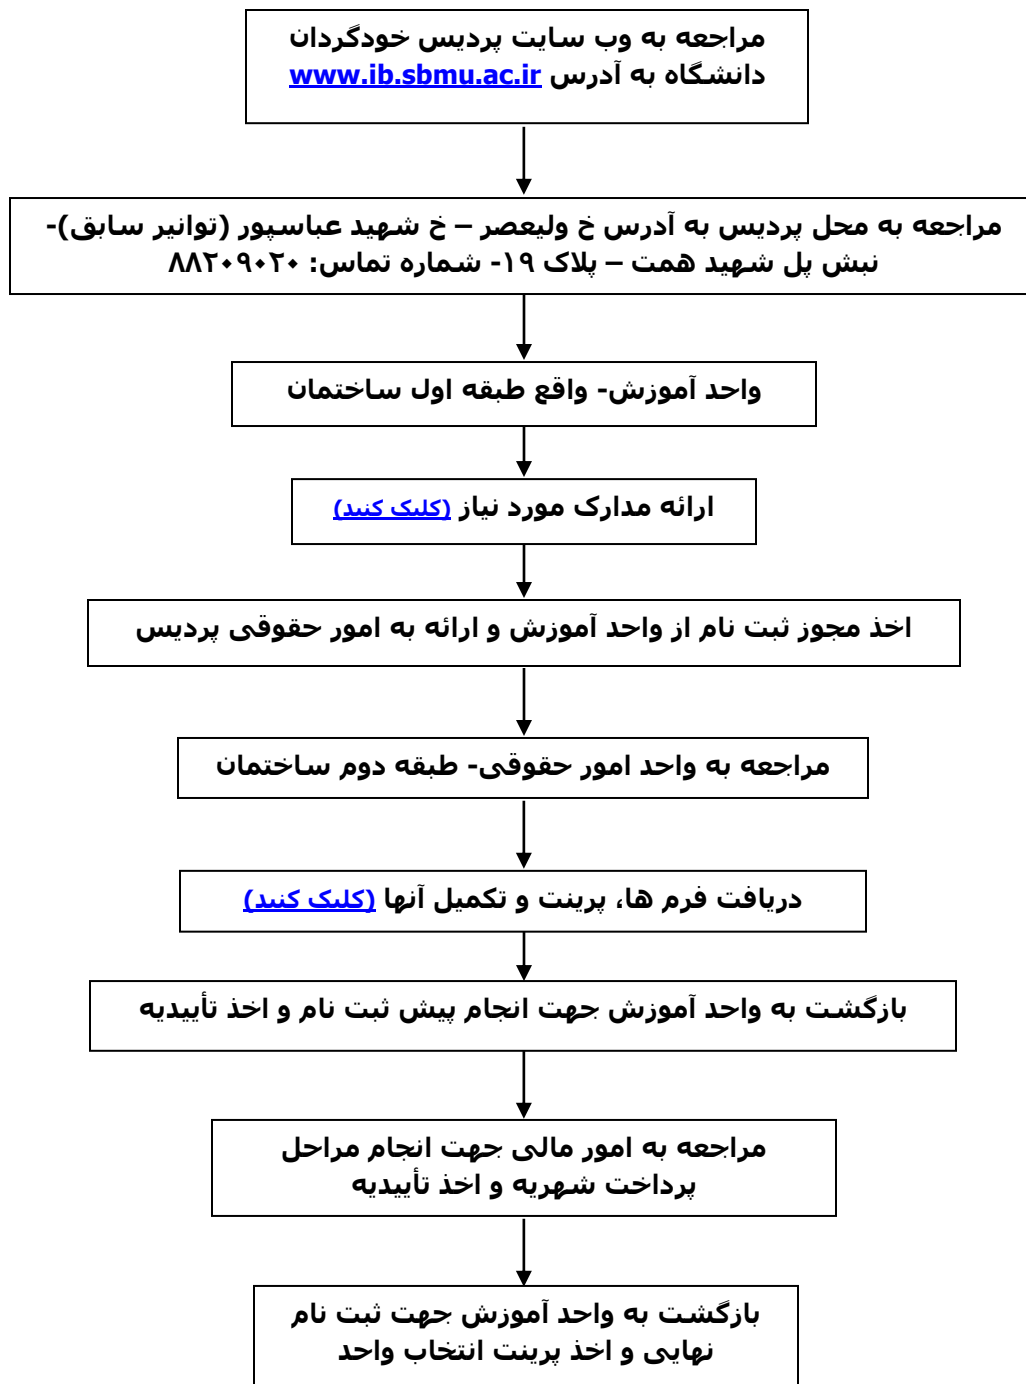 مراجعه به وب سایت پردیس خودگردان
دانشگاه به آدرس www.ib.sbmu.ac.ir
مراجعه به محل پردیس به آدرس خ ولیعصر – خ شهید عباسپور (توانیر سابق)-
نبش پل شهید همت – پلاک ۱۹- شماره تماس: ۸۸۲۰۹۰۲۰
واحد آموزش- واقع طبقه اول ساختمان
ارائه مدارک مورد نیاز (کلیک کنید)
اخذ مجوز ثبت نام از واحد آموزش و ارائه به امور حقوقی پردیس
مراجعه به واحد امور حقوقی- طبقه دوم ساختمان
دریافت فرم ها، پرینت و تکمیل آنها (کلیک کنید)
بازگشت به واحد آموزش جهت انجام پیش ثبت نام و اخذ تأییدیه
مراجعه به امور مالی جهت انجام مراحل
پرداخت شهریه و اخذ تأییدیه
بازگشت به واحد آموزش جهت ثبت نام
نهایی و اخذ پرینت انتخاب واحد